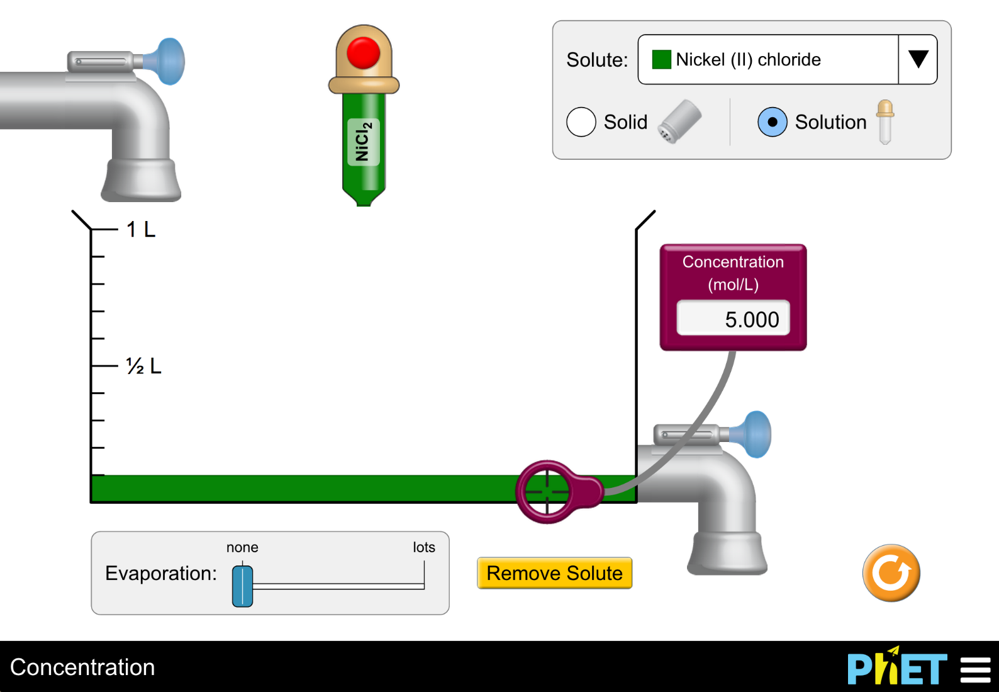 Solute:
Nickel (II) chloride
Solid
Solution
NiCl₂
1 L
½ L
Concentration
(mol/L)
5.000
none
lots
Evaporation:
Remove Solute
Concentration
PhET